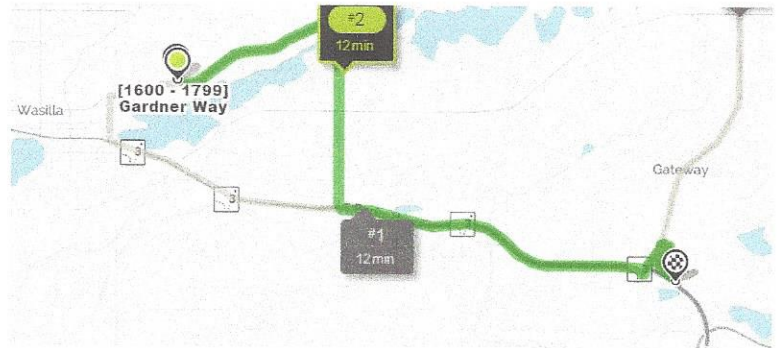 #2
12min
[1600 - 1799]
Gardner Way
Wasilla
3
3
Gateway
#1
12min